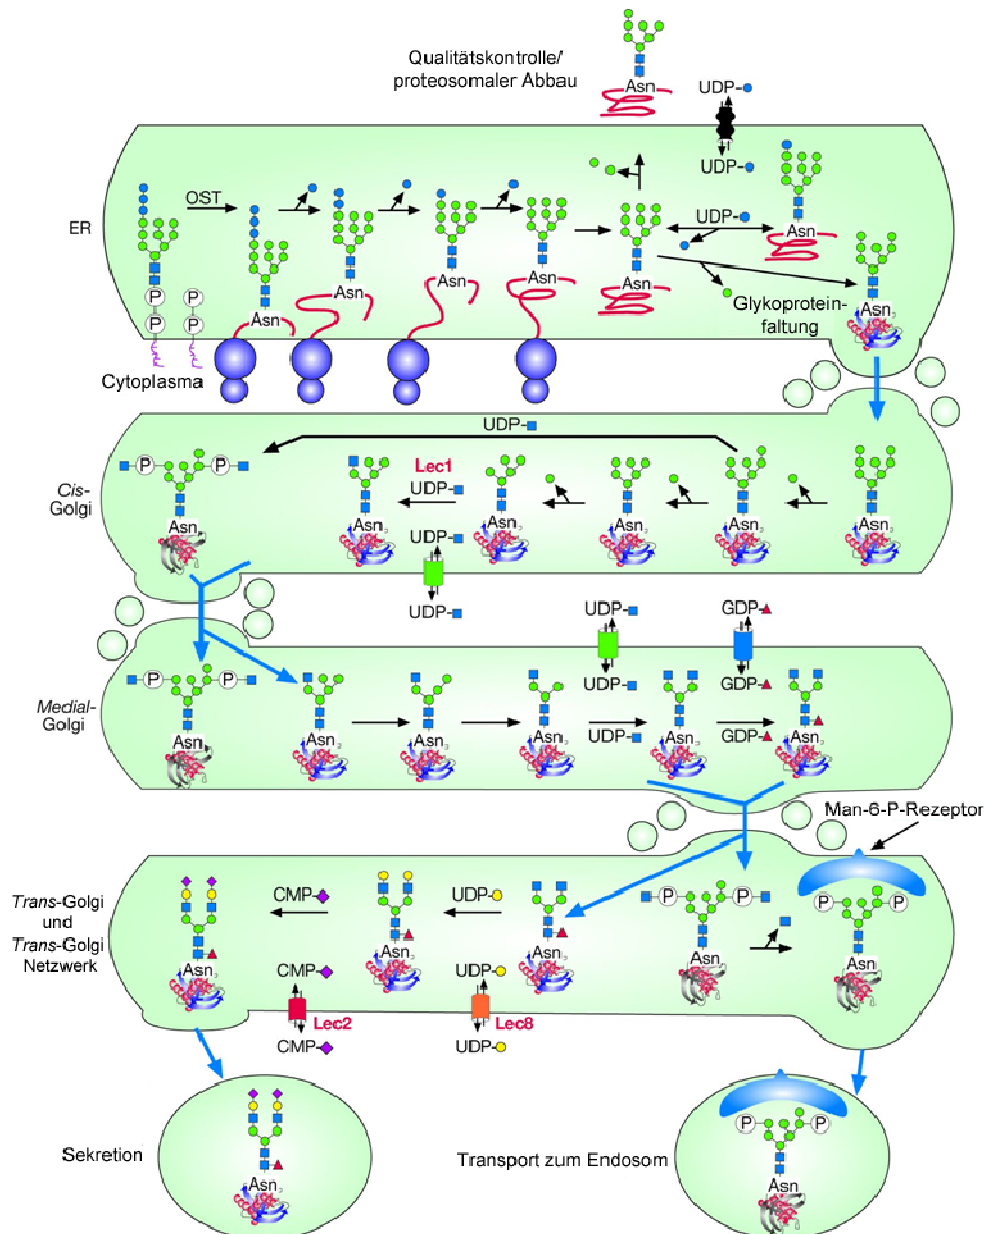 Qualitätskontrolle/
proteosomaler Abbau
Asn
UDP-
UDP-
OST
ER
UDP-
Asn
Asn
Asn
Asn
Asn
Asn
Asn
P P
P P
Glykoprotein-
faltung
Asn
Cytoplasma
UDP-
P P
Lec1
UDP-
Cis-
Golgi
Asn
Asn
Asn
Asn
Asn
Asn
UDP-
UDP-
UDP-
GDP-
P P
UDP-
GDP-
Medial-
Golgi
Asn
Asn
Asn
Asn
UDP-
Asn
GDP-
Asn
Man-6-P-Rezeptor
CMP-
UDP-
P P
P P
Trans-Golgi
und
Trans-Golgi
Netzwerk
Asn
Asn
Asn
Asn
Asn
CMP-
UDP-
Lec2
Lec8
CMP-
UDP-
P P
Sekretion
Transport zum Endosom
Asn
Asn